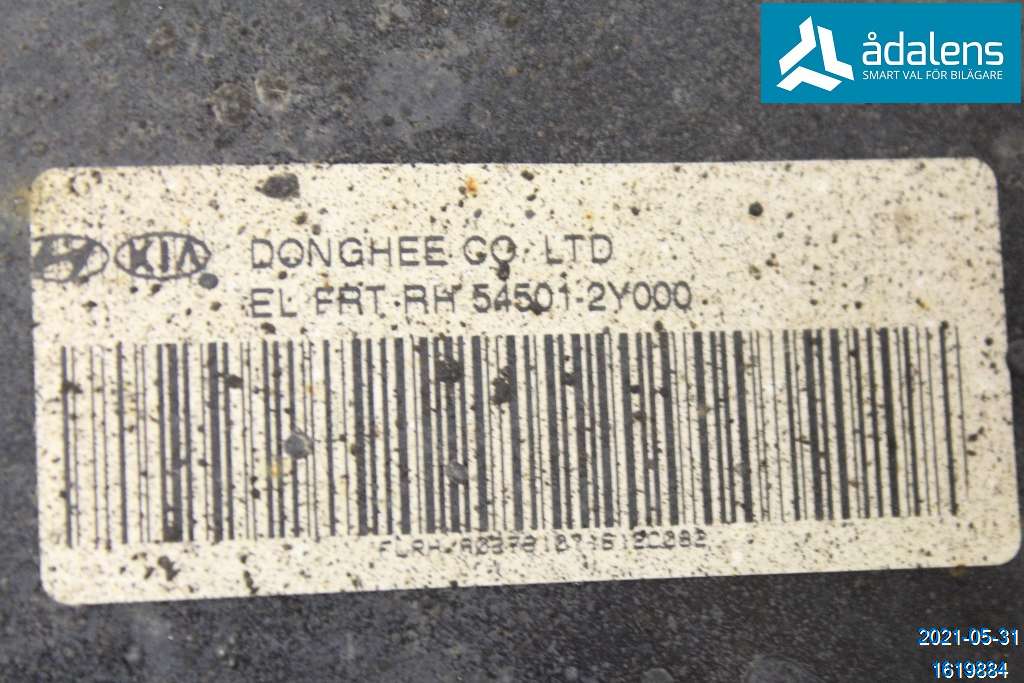 ådalens
SMART VAL FÖR BILÄGARE
KIA DONGHEE CO LTD
EL FRT RH 54501-2Y000
2021-05-31
1619884